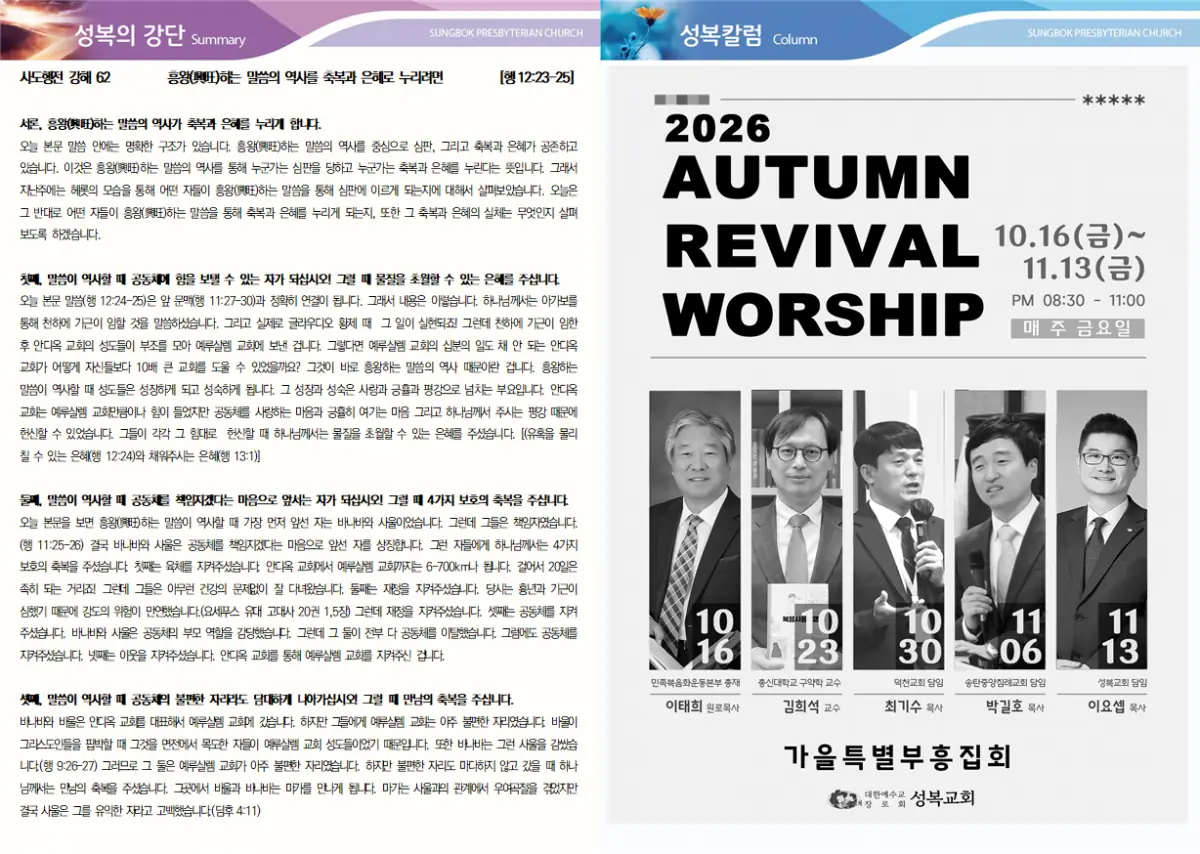 성복의 강단 Summary
SUNGBOK PRESBYTERIAN CHURCH
사도행전 강해 62 흥왕(興旺)하는 말씀의 역사를 축복과 은혜로 누리려면 [행 12:23-25]
서론, 흥왕(興旺)하는 말씀의 역사가 축복과 은혜를 누리게 합니다.
오늘 본문 말씀 안에는 명확한 구조가 있습니다. 흥왕(興旺)하는 말씀의 역사를 중심으로 심판, 그리고 축복과 은혜가 공존하고
있습니다. 이것은 흥왕(興旺)하는 말씀의 역사를 통해 누군가는 심판을 당하고 누군가는 축복과 은혜를 누린다는 뜻입니다. 그래서
지난주에는 헤롯의 모습을 통해 어떤 자들이 흥왕(興旺)하는 말씀을 통해 심판에 이르게 되는지에 대해서 살펴보았습니다. 오늘은
그 반대로 어떤 자들이 흥왕(興旺)하는 말씀을 통해 축복과 은혜를 누리게 되는지, 또한 그 축복과 은혜의 실체는 무엇인지 살펴
보도록 하겠습니다.
첫째, 말씀이 역사할 때 공동체에 힘을 보탤 수 있는 자가 되십시오! 그럴 때 물질을 초월할 수 있는 은혜를 주십니다.
오늘 본문 말씀(행 12:24-25)은 앞 문맥(행 11:27-30)과 정확히 연결이 됩니다. 그래서 내용은 이렇습니다. 하나님께서는 아가보를
통해 천하에 기근이 임할 것을 말씀하셨습니다. 그리고 실제로 글라우디오 황제 때 그 일이 실현되죠! 그런데 천하에 기근이 임한
후 안디옥 교회의 성도들이 부조를 모아 예루살렘 교회에 보낸 겁니다. 그렇다면 예루살렘 교회의 십분의 일도 채 안 되는 안디옥
교회가 어떻게 자신들보다 10배 큰 교회를 도울 수 있었을까요? 그것이 바로 흥왕하는 말씀의 역사 때문이란 겁니다. 흥왕하는
말씀이 역사할 때 성도들은 성장하게 되고 성숙하게 됩니다. 그 성장과 성숙은 사랑과 긍휼과 평강으로 넘치는 부요입니다. 안디옥
교회는 예루살렘 교회만큼이나 힘이 들었지만 공동체를 사랑하는 마음과 긍휼히 여기는 마음 그리고 하나님께서 주시는 평강 때문에
헌신할 수 있었습니다. 그들이 각각 그 힘대로 헌신할 때 하나님께서는 물질을 초월할 수 있는 은혜를 주셨습니다. [(유혹을 물리
칠 수 있는 은혜(행 12:24)와 채워주시는 은혜(행 13:1)]
둘째, 말씀이 역사할 때 공동체를 책임지겠다는 마음으로 앞서는 자가 되십시오! 그럴 때 4가지 보호의 축복을 주십니다.
오늘 본문을 보면 흥왕(興旺)하는 말씀이 역사할 때 가장 먼저 앞선 자는 바나바와 사울이었습니다. 그런데 그들은 책임자였습니다.
(행 11:25-26) 결국 바나바와 사울은 공동체를 책임지겠다는 마음으로 앞선 자를 상징합니다. 그런 자들에게 하나님께서는 4가지
보호의 축복을 주셨습니다. 첫째는 육체를 지켜주셨습니다. 안디옥 교회에서 예루살렘 교회까지는 6-700km나 됩니다. 걸어서 20일은
족히 되는 거리죠! 그런데 그들은 아무런 건강의 문제없이 잘 다녀왔습니다. 둘째는 재정을 지켜주셨습니다. 당시는 흉년과 기근이
심했기 때문에 강도의 위험이 만연했습니다.(요세푸스 유대 고대사 20권 1,5장) 그런데 재정을 지켜주셨습니다. 셋째는 공동체를 지켜
주셨습니다. 바나바와 사울은 공동체의 부모 역할을 감당했습니다. 그런데 그 둘이 전부 다 공동체를 이탈했습니다. 그럼에도 공동체를
지켜주셨습니다. 넷째는 이웃을 지켜주셨습니다. 안디옥 교회를 통해 예루살렘 교회를 지켜주신 겁니다.
셋째, 말씀이 역사할 때 공동체의 불편한 자리라도 담대하게 나아가십시오! 그럴 때 만남의 축복을 주십니다.
바나바와 바울은 안디옥 교회를 대표해서 예루살렘 교회에 갔습니다. 하지만 그들에게 예루살렘 교회는 아주 불편한 자리였습니다. 바울이
그리스도인들을 핍박할 때 그것을 면전에서 목도한 자들이 예루살렘 교회 성도들이었기 때문입니다. 또한 바나바는 그런 사울을 감쌌습
니다.(행 9:26-27) 그러므로 그 둘은 예루살렘 교회가 아주 불편한 자리였습니다. 하지만 불편한 자리도 마다하지 않고 갔을 때 하나
님께서는 만남의 축복을 주셨습니다. 그곳에서 바울과 바나바는 마가를 만나게 됩니다. 마가는 사울과의 관계에서 우여곡절을 겪었지만
결국 사울은 그를 유익한 자라고 고백했습니다.(딤후 4:11)
성복칼럼 Column
SUNGBOK PRESBYTERIAN CHURCH
*****
2026
AUTUMN
REVIVAL
WORSHIP
10.16(금)~
11.13(금)
PM 08:30 - 11:00
매 주 금요일
10
16
10
23
10
30
11
06
11
13
민족복음화운동본부 총재
총신대학교 구약학 교수
덕천교회 담임
송탄중앙침례교회 담임
성복교회 담임
이태희 원로목사
김희석 교수
최기수 목사
박길호 목사
이요셉 목사
가을특별부흥집회
대한예수교
장로회
성복교회